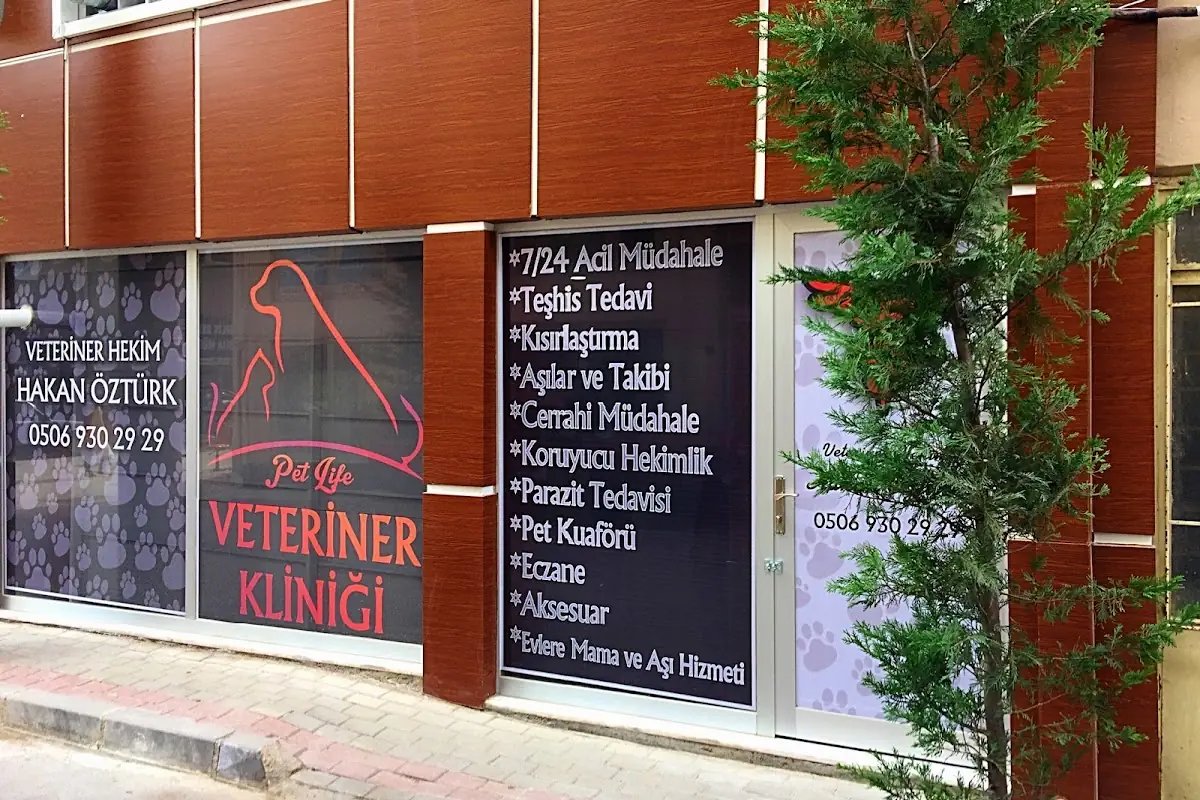 VETERİNER HEKİM
HAKAN ÖZTÜRK
0506 930 29 29
Pet Life
VETERİNER
KLİNİĞİ
*7/24 Acil Müdahale
*Teşhis Tedavi
*Kısırlaştırma
*Aşılar ve Takibi
*Cerrahi Müdahale
*Koruyucu Hekimlik
*Parazit Tedavisi
*Pet Kuaförü
*Eczane
*Aksesuar
*Evlere Mama ve Aşı Hizmeti
0506 930 29 29